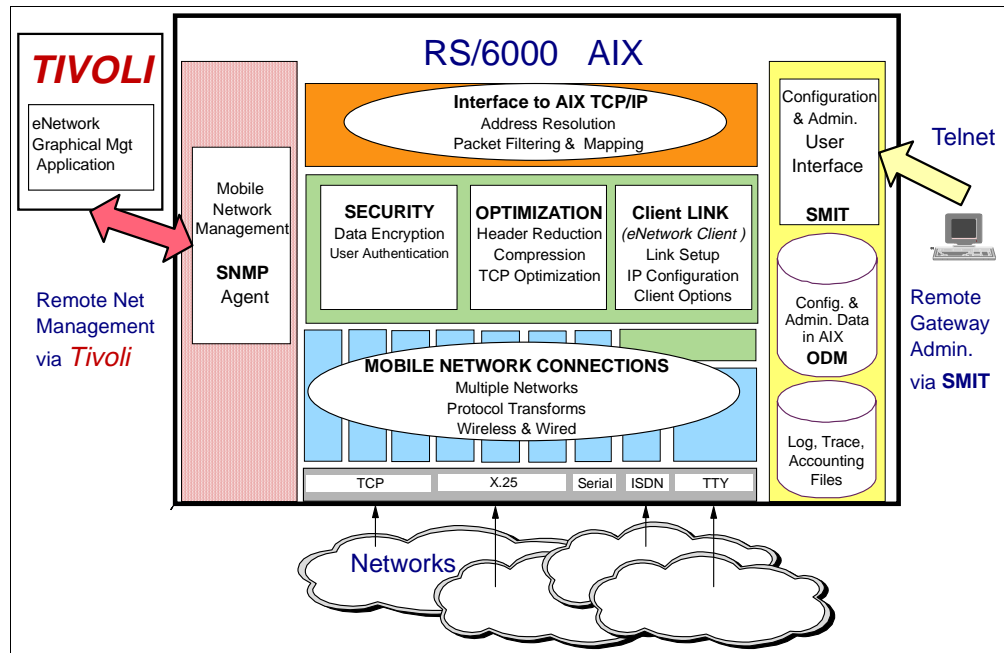 RS/6000 AIX
TIVOLI
eNetwork
Graphical Mgt
Application
Remote Net
Management
via Tivoli
Mobile
Network
Management
SNMP
Agent
Interface to AIX TCP/IP
Address Resolution
Packet Filtering & Mapping
SECURITY
Data Encryption
User Authentication
OPTIMIZATION
Header Reduction
Compression
TCP Optimization
Client LINK
(eNetwork Client )
Link Setup
IP Configuration
Client Options
MOBILE NETWORK CONNECTIONS
Multiple Networks
Protocol Transforms
Wireless & Wired
TCP
X.25
Serial
ISDN
TTY
Networks
Configuration
& Admin.
User
Interface
SMIT
Config. &
Admin. Data
in AIX
ODM
Log, Trace,
Accounting
Files
Telnet
Remote
Gateway
Admin.
via SMIT